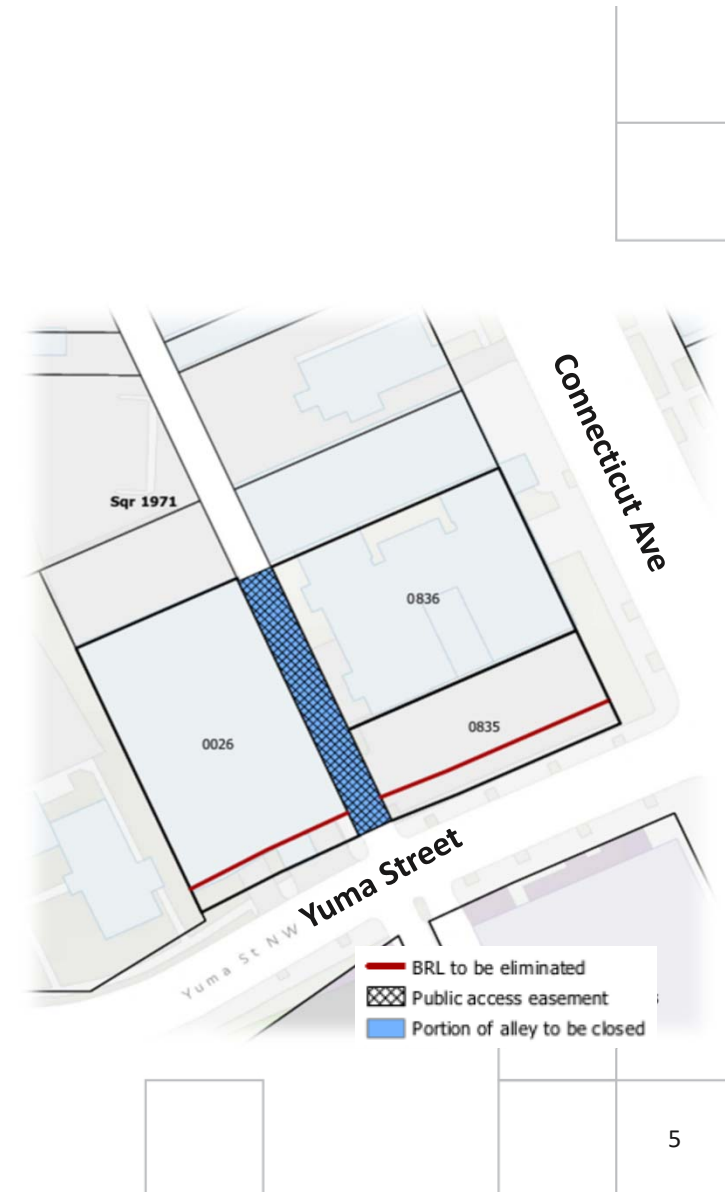 Connecticut Ave
Sqr 1971
0836
0835
0026
Yuma Street
Yuma St NW
BRL to be eliminated
Public access easement
Portion of alley to be closed
5